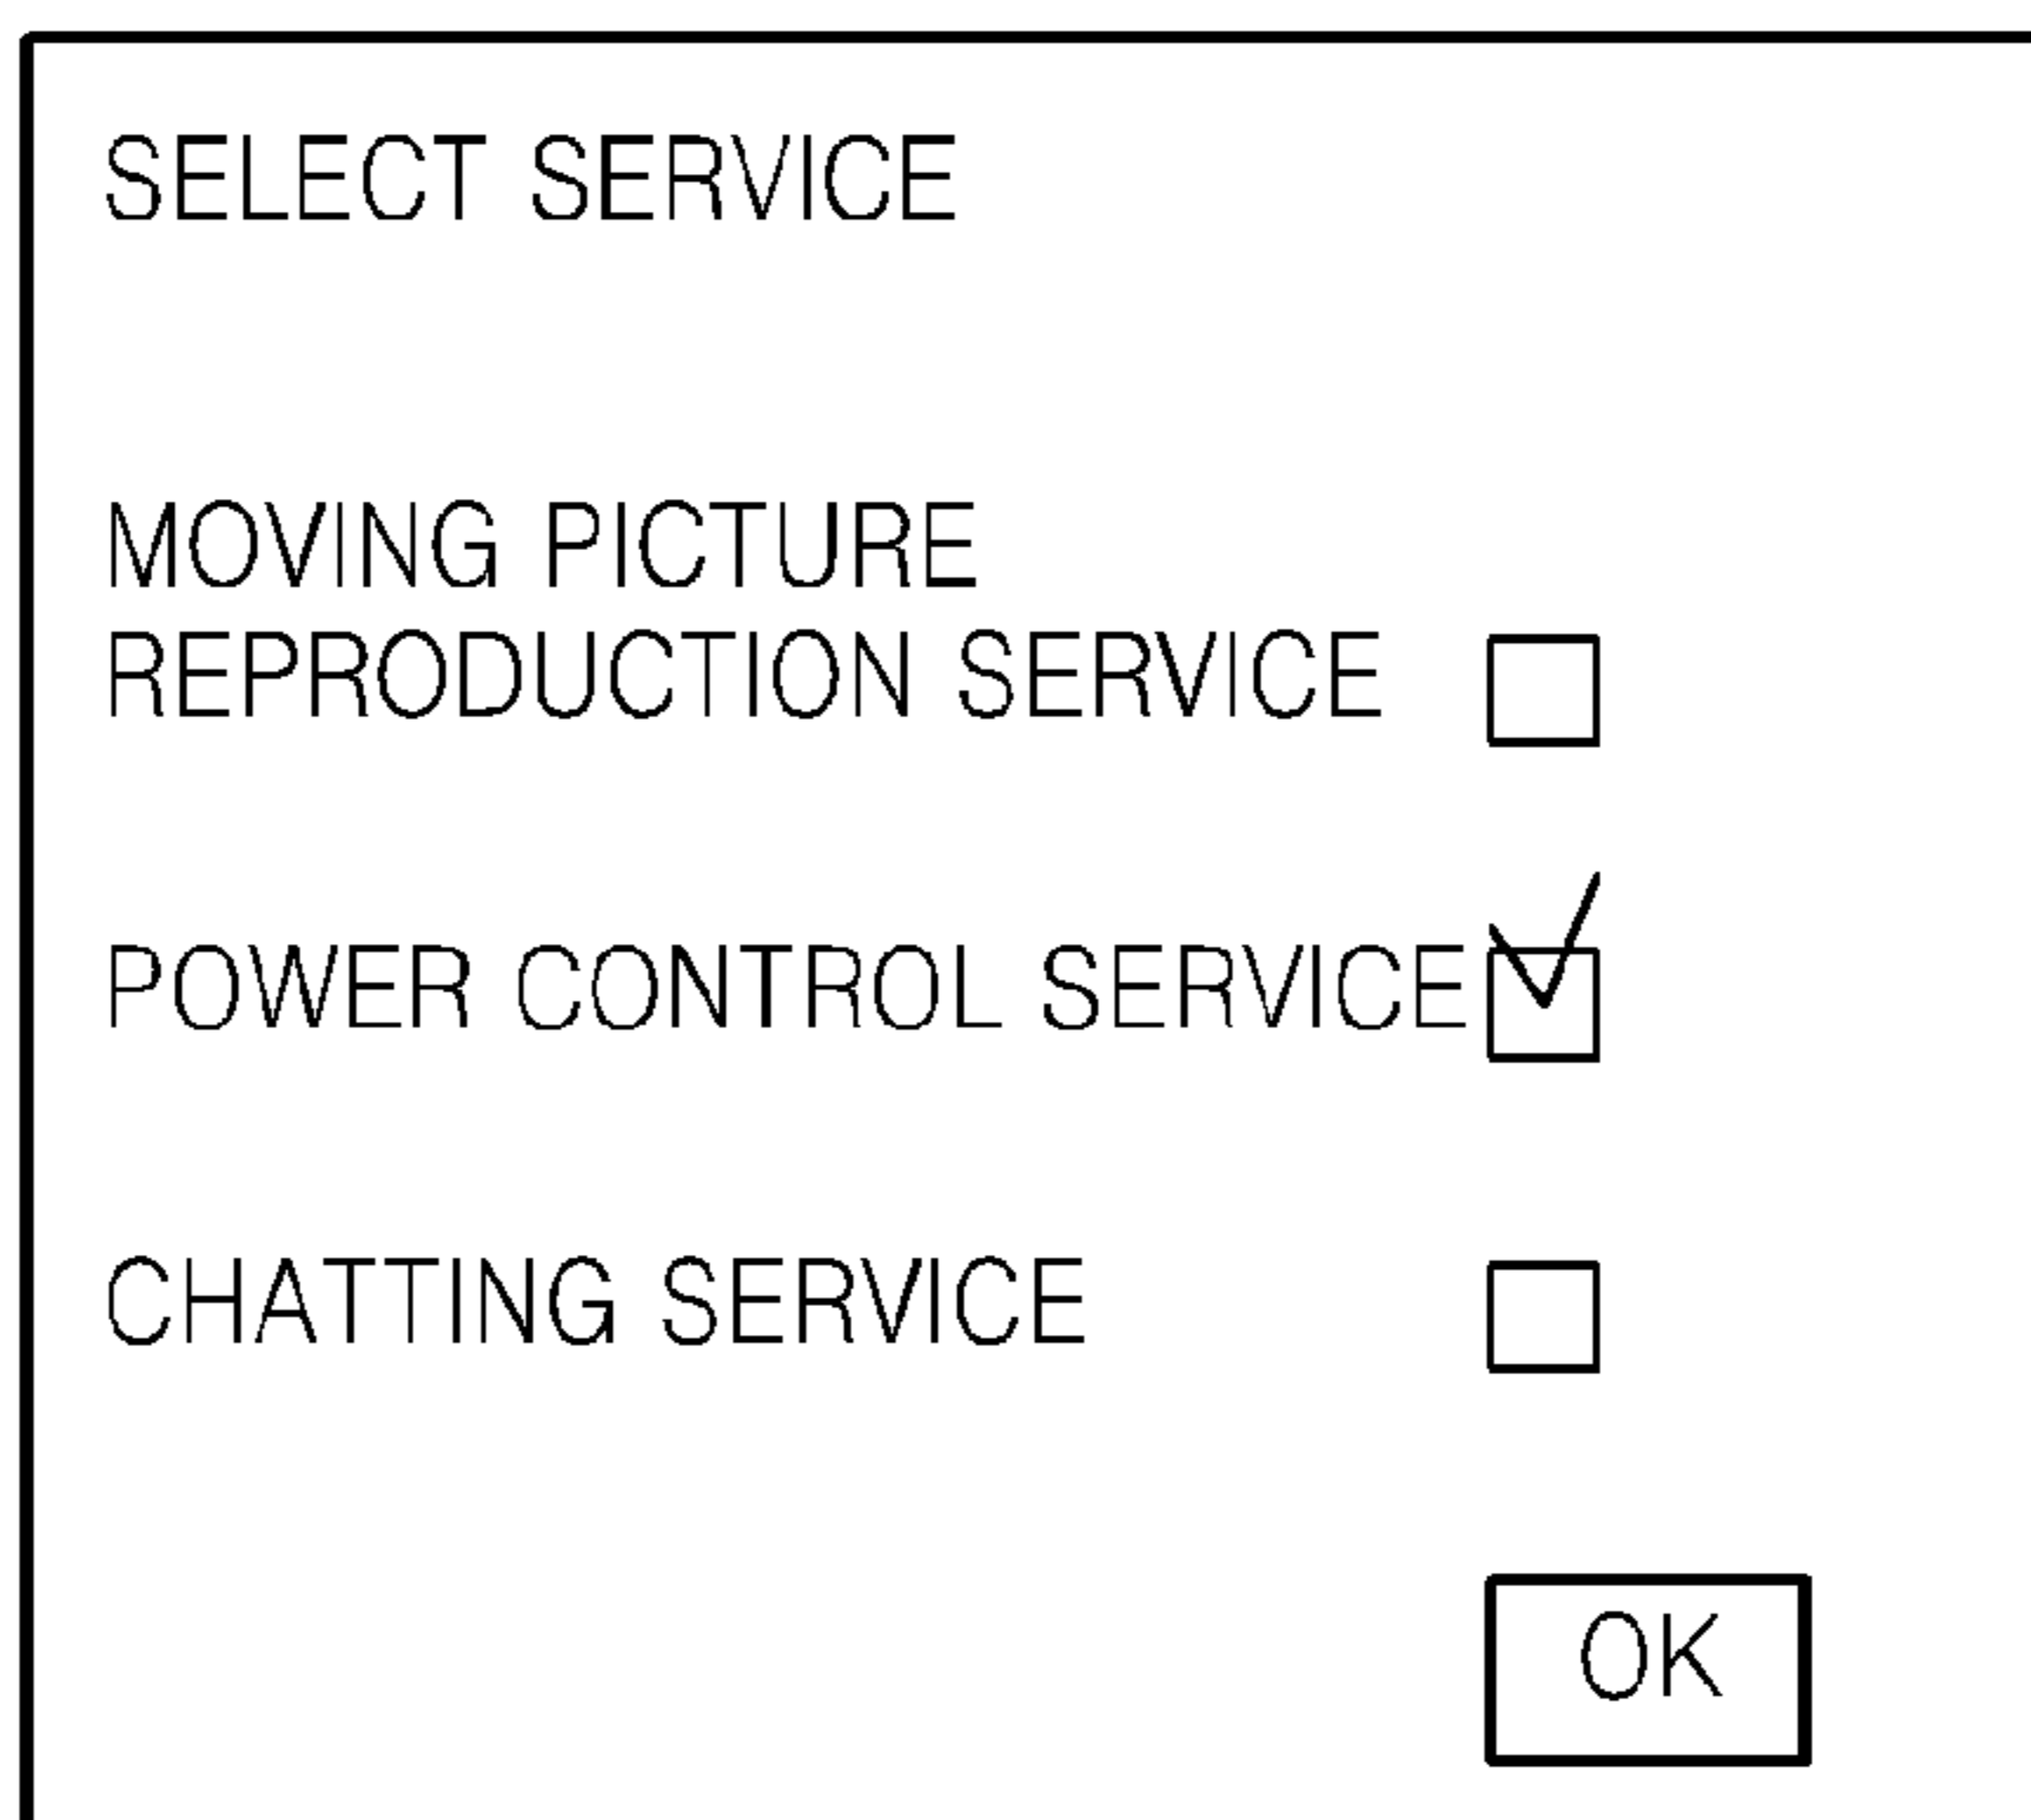 SELECT SERVICE
MOVING PICTURE
REPRODUCTION SERVICE
POWER CONTROL SERVICE
CHATTING SERVICE
OK